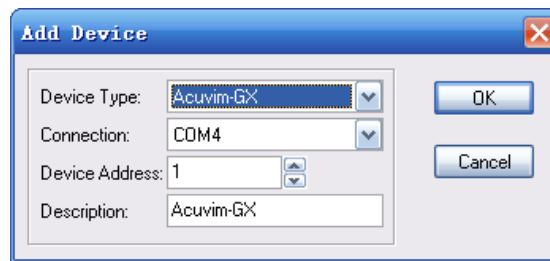 Add Device
Device Type: Acuvim-GX
OK
Connection: COM4
Device Address: 1
Cancel
Description: Acuvim-GX